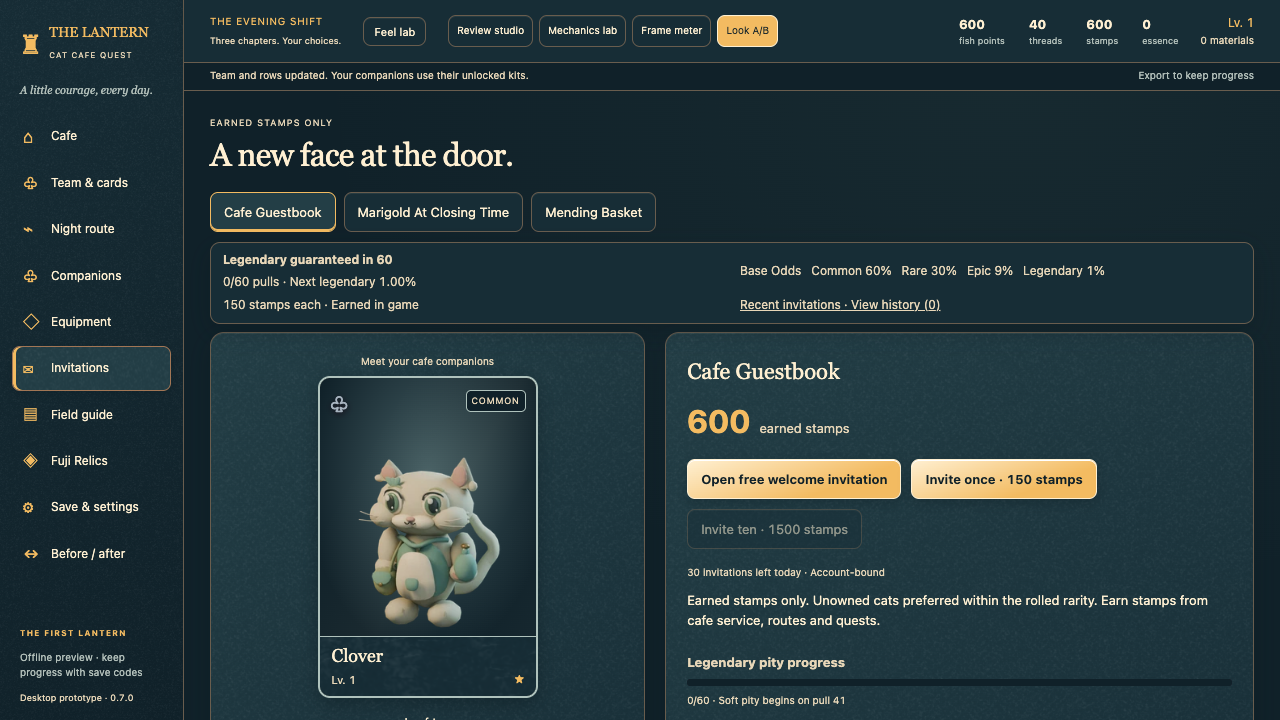 THE LANTERN
CAT CAFE QUEST
A little courage, every day.
Cafe
Team & cards
Night route
Companions
Equipment
Invitations
Field guide
Fuji Relics
Save & settings
Before / after
THE FIRST LANTERN
Offline preview · keep
progress with save codes
Desktop prototype · 0.7.0
THE EVENING SHIFT
Three chapters. Your choices.
Feel lab
Review studio
Mechanics lab
Frame meter
Look A/B
600
fish points
40
threads
600
stamps
0
essence
Lv. 1
0 materials
Team and rows updated. Your companions use their unlocked kits.
Export to keep progress
EARNED STAMPS ONLY
A new face at the door.
Cafe Guestbook
Marigold At Closing Time
Mending Basket
Legendary guaranteed in 60
0/60 pulls · Next legendary 1.00%
150 stamps each · Earned in game
Base Odds Common 60% Rare 30% Epic 9% Legendary 1%
Recent invitations · View history (0)
Meet your cafe companions
COMMON
Clover
Lv. 1
Cafe Guestbook
600 earned stamps
Open free welcome invitation
Invite once · 150 stamps
Invite ten · 1500 stamps
30 invitations left today · Account-bound
Earned stamps only. Unowned cats preferred within the rolled rarity. Earn stamps from
cafe service, routes and quests.
Legendary pity progress
0/60 · Soft pity begins on pull 41